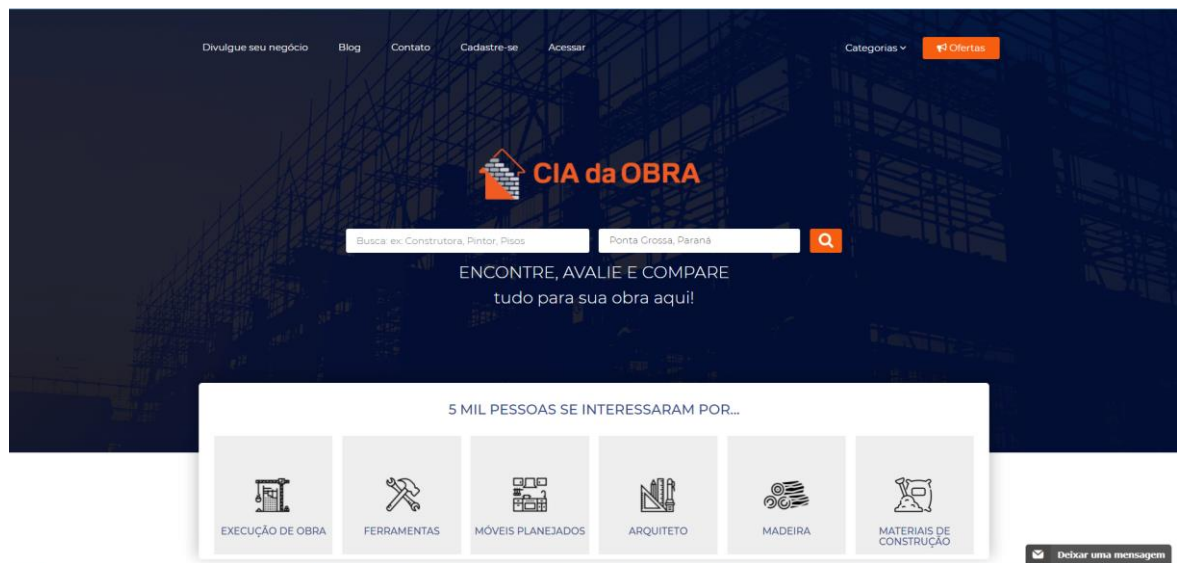 Divulgue seu negócio Blog Contato Cadastre-se Acessar Categorias Ofertas
CIA da OBRA
Busca: ex: Construtora, Pintor, Pisos Ponta Grossa, Paraná
ENCONTRE, AVALIE E COMPARE
tudo para sua obra aqui!
5 MIL PESSOAS SE INTERESSARAM POR...
EXECUÇÃO DE OBRA FERRAMENTAS MÓVEIS PLANEJADOS ARQUITETO MADEIRA MATERIAIS DE
CONSTRUÇÃO
Deixar uma mensagem